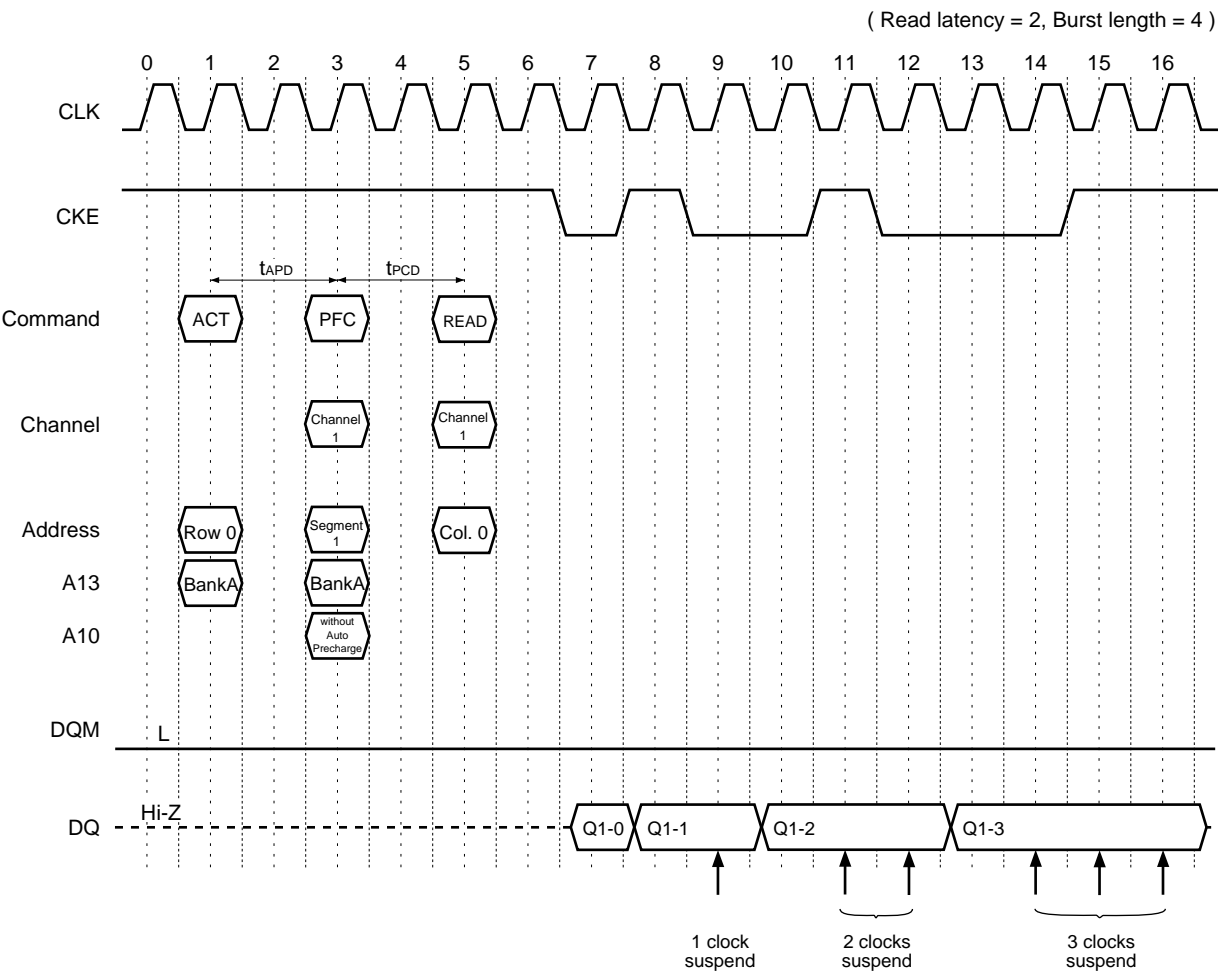 ( Read latency = 2, Burst length = 4 )
0 1 2 3 4 5 6 7 8 9 10 11 12 13 14 15 16
CLK
CKE
tAPD tPCD
Command ACT PFC READ
Channel Channel 1 Channel 1
Address Row 0 Segment 1 Col. 0
A13 BankA BankA
A10 without Auto Precharge
DQM L
Hi-Z
DQ Q1-0 Q1-1 Q1-2 Q1-3
1 clock suspend 2 clocks suspend 3 clocks suspend